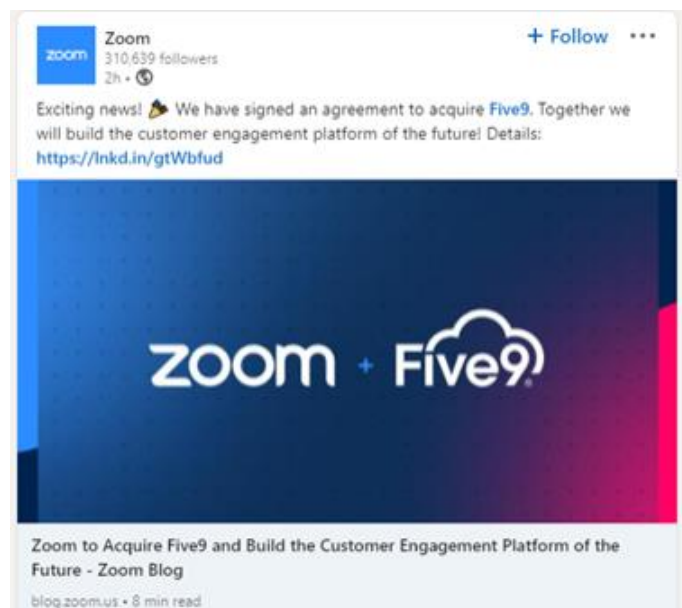 zoom
Zoom
310,639 followers
2h •
+ Follow •••
Exciting news! We have signed an agreement to acquire Five9. Together we
will build the customer engagement platform of the future! Details:
https://lnkd.in/gtWbfud
zoom + Five9
Zoom to Acquire Five9 and Build the Customer Engagement Platform of the
Future - Zoom Blog
blog.zoom.us • 8 min read